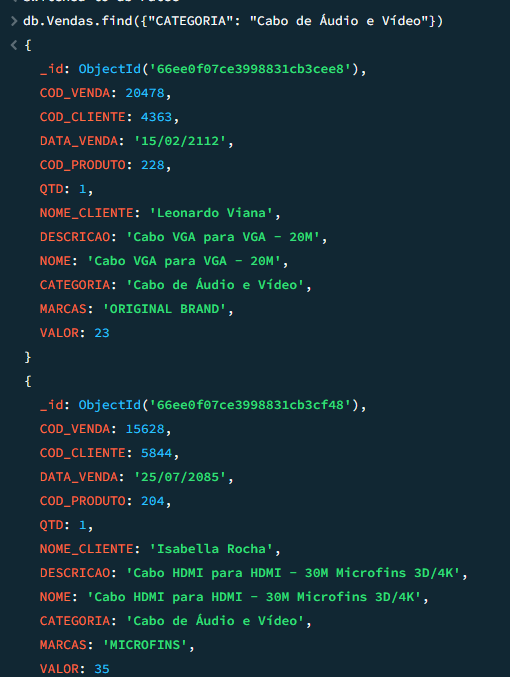 > db.Vendas.find({"CATEGORIA": "Cabo de Áudio e Vídeo"})
< {
_id: ObjectId('66ee0f07ce3998831cb3cee8'),
COD_VENDA: 20478,
COD_CLIENTE: 4363,
DATA_VENDA: '15/02/2112',
COD_PRODUTO: 228,
QTD: 1,
NOME_CLIENTE: 'Leonardo Viana',
DESCRICAO: 'Cabo VGA para VGA - 20M',
NOME: 'Cabo VGA para VGA - 20M',
CATEGORIA: 'Cabo de Áudio e Vídeo',
MARCAS: 'ORIGINAL BRAND',
VALOR: 23
}
{
_id: ObjectId('66ee0f07ce3998831cb3cf48'),
COD_VENDA: 15628,
COD_CLIENTE: 5844,
DATA_VENDA: '25/07/2085',
COD_PRODUTO: 204,
QTD: 1,
NOME_CLIENTE: 'Isabella Rocha',
DESCRICAO: 'Cabo HDMI para HDMI - 30M Microfins 3D/4K',
NOME: 'Cabo HDMI para HDMI - 30M Microfins 3D/4K',
CATEGORIA: 'Cabo de Áudio e Vídeo',
MARCAS: 'MICROFINS',
VALOR: 35